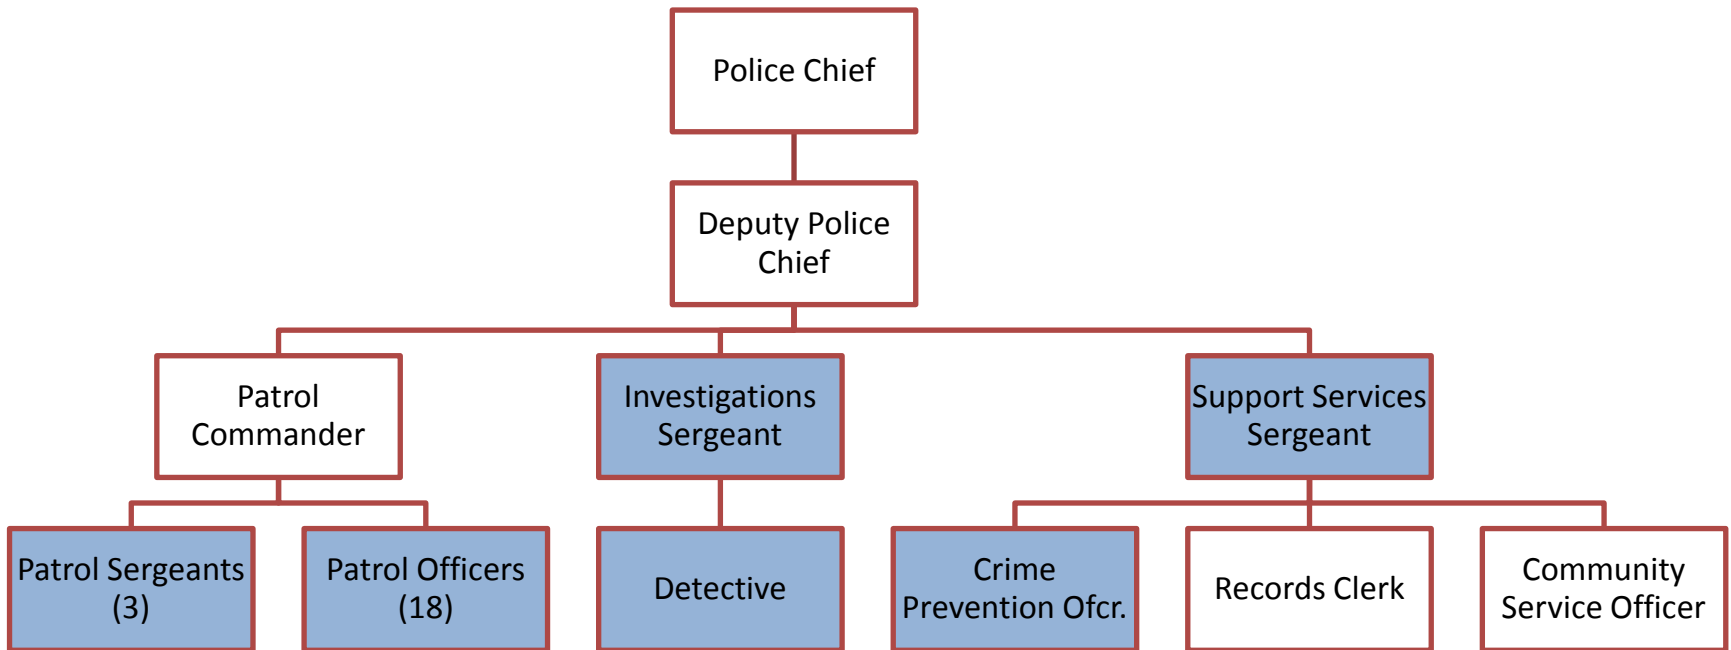 Police Chief
Deputy Police
Chief
Patrol
Commander
Investigations
Sergeant
Support Services
Sergeant
Patrol Sergeants
(3)
Patrol Officers
(18)
Detective
Crime
Prevention Ofcr.
Records Clerk
Community
Service Officer